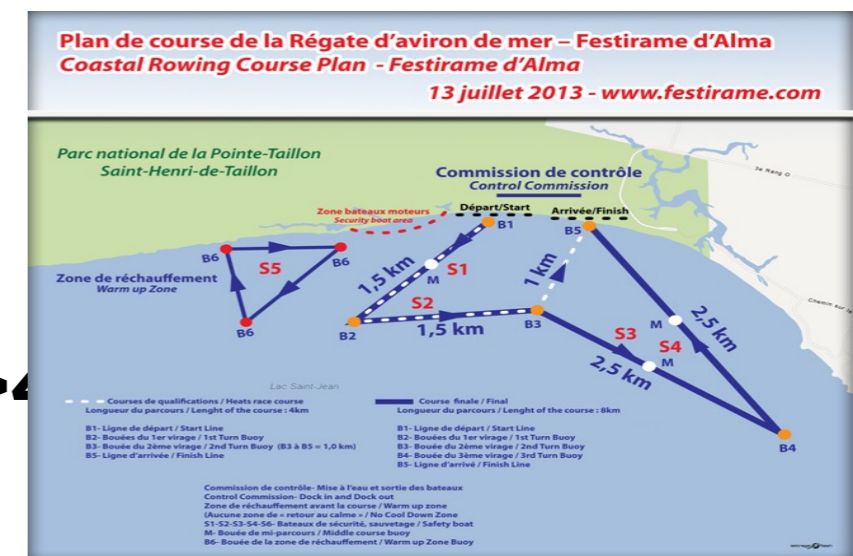 Plan de course de la Régate d'aviron de mer – Festirame d'Alma
Coastal Rowing Course Plan - Festirame d'Alma
13 juillet 2013 - www.festirame.com
Parc national de la Pointe-Taillon
Saint-Henri-de-Taillon
Commission de contrôle
Control Commission
3e Rang O
Zone bateaux moteurs
Security boat area
Départ/Start
Arrivée/Finish
B1
B5
B6
B6
S5
Zone de réchauffement
Warm up Zone
B6
1,5 km
M
S1
S2
1,5 km
B2
B3
1 km
S3
2,5 km
M
S4
M
2,5 km
B4
Lac Saint-Jean
Courses de qualifications / Heats race course
Longueur du parcours / Lenght of the course : 4km
B1- Ligne de départ / Start Line
B2- Bouées du 1er virage / 1st Turn Buoy
B3- Bouée du 2ème virage / 2nd Turn Buoy (B3 à B5 = 1,0 km)
B5- Ligne d'arrivée / Finish Line
Course finale / Final
Longueur du parcours / Lenght of the course : 8km
B1- Ligne de départ / Start Line
B2- Bouées du 1er virage / 1st Turn Buoy
B3- Bouée du 2ème virage / 2nd Turn Buoy
B4- Bouée du 3ème virage / 3rd Turn Buoy
B5- Ligne d'arrivé / Finish Line
Commission de contrôle- Mise à l'eau et sortie des bateaux
Control Commission- Dock in and Dock out
Zone de réchauffement avant la course / Warm up zone
(Aucune zone de « retour au calme » / No Cool Down Zone
S1-S2-S3-S4-S6- Bateaux de sécurité, sauvetage / Safety boat
M- Bouée de mi-parcours / Middle course buoy
B6- Bouée de la zone de réchauffement / Warm up Zone Buoy